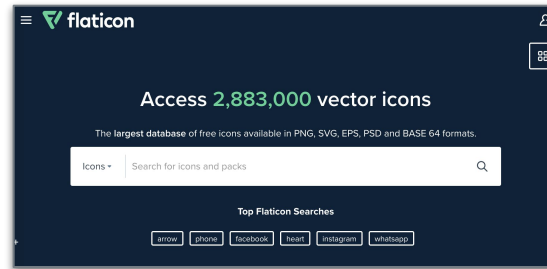 flaticon
Access 2,883,000 vector icons
The largest database of free icons available in PNG, SVG, EPS, PSD and BASE 64 formats.
Icons Search for icons and packs
Top Flaticon Searches
arrow phone facebook heart instagram whatsapp